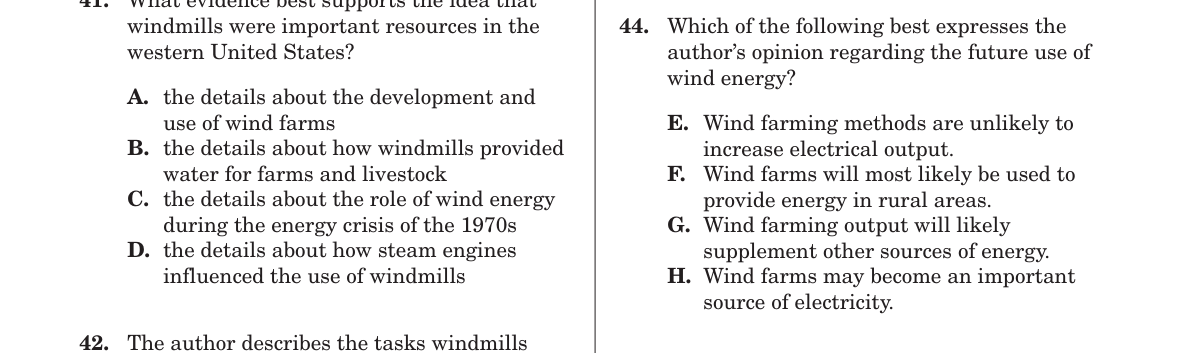 41. What evidence best supports the idea that
windmills were important resources in the
western United States?
A. the details about the development and
use of wind farms
B. the details about how windmills provided
water for farms and livestock
C. the details about the role of wind energy
during the energy crisis of the 1970s
D. the details about how steam engines
influenced the use of windmills
42. The author describes the tasks windmills
44. Which of the following best expresses the
author's opinion regarding the future use of
wind energy?
E. Wind farming methods are unlikely to
increase electrical output.
F. Wind farms will most likely be used to
provide energy in rural areas.
G. Wind farming output will likely
supplement other sources of energy.
H. Wind farms may become an important
source of electricity.